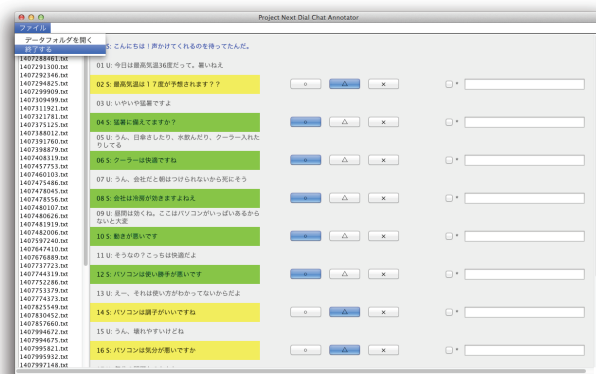 Project Next Dial Chat Annotator
ファイル
データフォルダを開く
終了する
1407288461.txt
1407291300.txt
1407292346.txt
1407294825.txt
1407299909.txt
1407309499.txt
1407311921.txt
1407321781.txt
1407375125.txt
1407388012.txt
1407391760.txt
1407398879.txt
1407408319.txt
1407457753.txt
1407460103.txt
1407475486.txt
1407478045.txt
1407478556.txt
1407480107.txt
1407480626.txt
1407481919.txt
1407482006.txt
1407597240.txt
1407647410.txt
1407676889.txt
1407737723.txt
1407744319.txt
1407752286.txt
1407753379.txt
1407774373.txt
1407825549.txt
1407830452.txt
1407857660.txt
1407994672.txt
1407994675.txt
1407995821.txt
1407995932.txt
1407997148.txt
S: こんにちは!声かけてくれるのを待ってたんだ。
01 U: 今日は最高気温36度だって。暑いねえ
02 S: 最高気温は17度が予想されます??
○ △ × *
03 U: いやいや猛暑ですよ
04 S: 猛暑に備えてますか?
○ △ × *
05 U: うん、日傘さしたり、水飲んだり、クーラー入れた
りしてる
06 S: クーラーは快適ですね
○ △ × *
07 U: うん、会社だと朝はつけられないから死にそう
08 S: 会社は冷房が効きますよねえ
○ △ × *
09 U: 昼間は効くね。ここはパソコンがいっぱいあるから
ないと大変
10 S: 動きが悪いです
○ △ × *
11 U: そうなの?こっちは快適だよ
12 S: パソコンは使い勝手が悪いです
○ △ × *
13 U: えー、それは使い方がわかってないからだよ
14 S: パソコンは調子がいいですね
○ △ × *
15 U: うん、壊れやすいけどね
16 S: パソコンは気分が悪いですか
○ △ × *